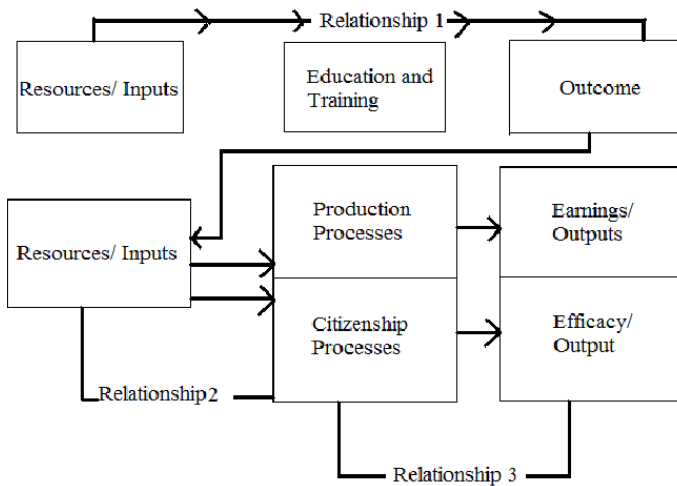 Relationship 1
Resources/ Inputs
Education and
Training
Outcome
Resources/ Inputs
Production
Processes
Earnings/
Outputs
Citizenship
Processes
Efficacy/
Output
Relationship2
Relationship 3